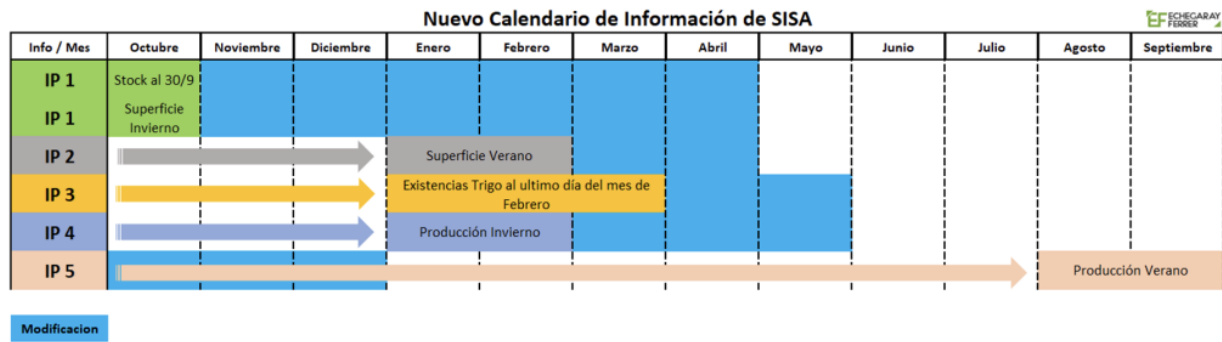 Nuevo Calendario de Información de SISA
ECHEGARAY
FERRER
Info / Mes Octubre Noviembre Diciembre Enero Febrero Marzo Abril Mayo Junio Julio Agosto Septiembre
IP 1 Stock al 30/9
IP 1 Superficie
Invierno
IP 2 Superficie Verano
IP 3 Existencias Trigo al ultimo día del mes de
Febrero
IP 4 Producción Invierno
IP 5 Producción Verano
Modificacion